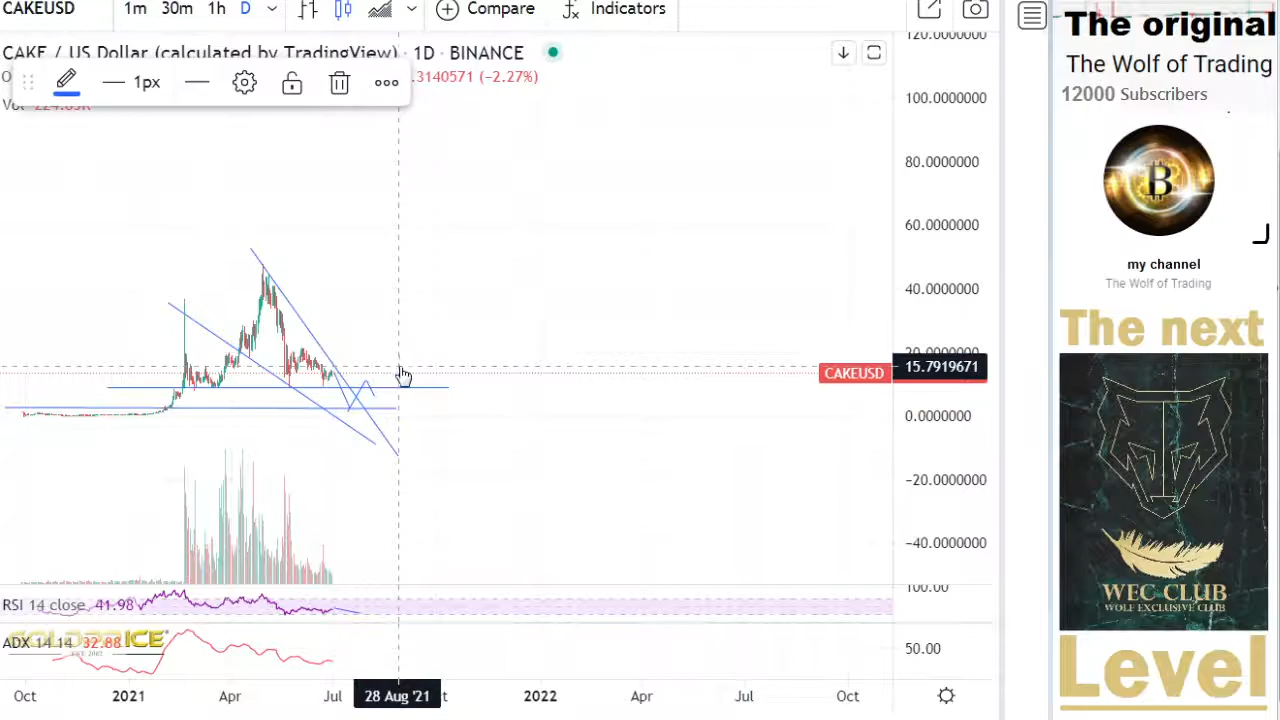 CAKEUSD 1m 30m 1h D Compare Indicators
CAKE / US Dollar (calculated by TradingView) · 1D · BINANCE
.3140571 (−2.27%)
1px
120.0000000
100.0000000
80.0000000
60.0000000
40.0000000
20.0000000
CAKEUSD 15.7919671
0.0000000
−20.0000000
−40.0000000
100.00
RSI 14 close, 41.98
ADX 14 14 32.88
50.00
Oct 2021 Apr Jul 28 Aug '21 2022 Apr Jul Oct
The original
The Wolf of Trading
12000 Subscribers
B
my channel
The Wolf of Trading
The next
WEC CLUB
WOLF EXCLUSIVE CLUB
Level